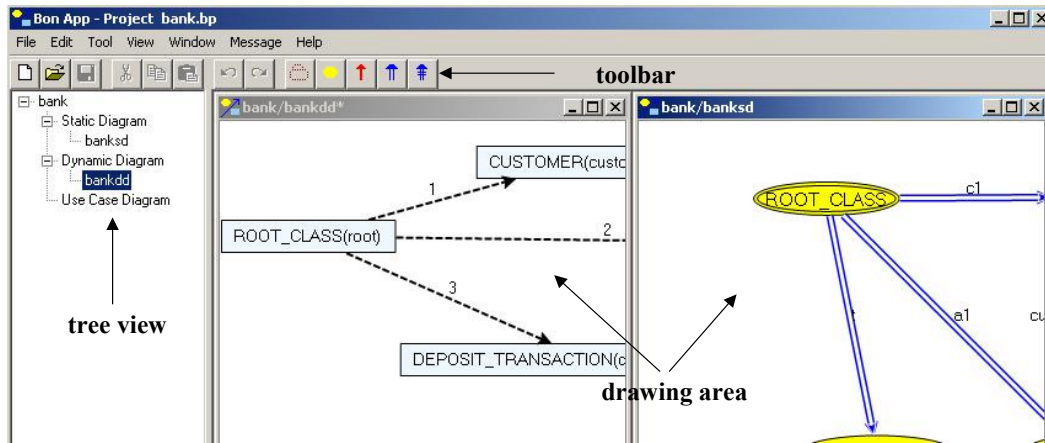 Bon App - Project bank.bp
File Edit Tool View Window Message Help
toolbar
bank
Static Diagram
banksd
Dynamic Diagram
bankdd
Use Case Diagram
tree view
bank/bankdd*
CUSTOMER(custo
1
ROOT_CLASS(root)
2
3
DEPOSIT_TRANSACTION(d
drawing area
bank/banksd
ROOT_CLASS
c1
a1
cu